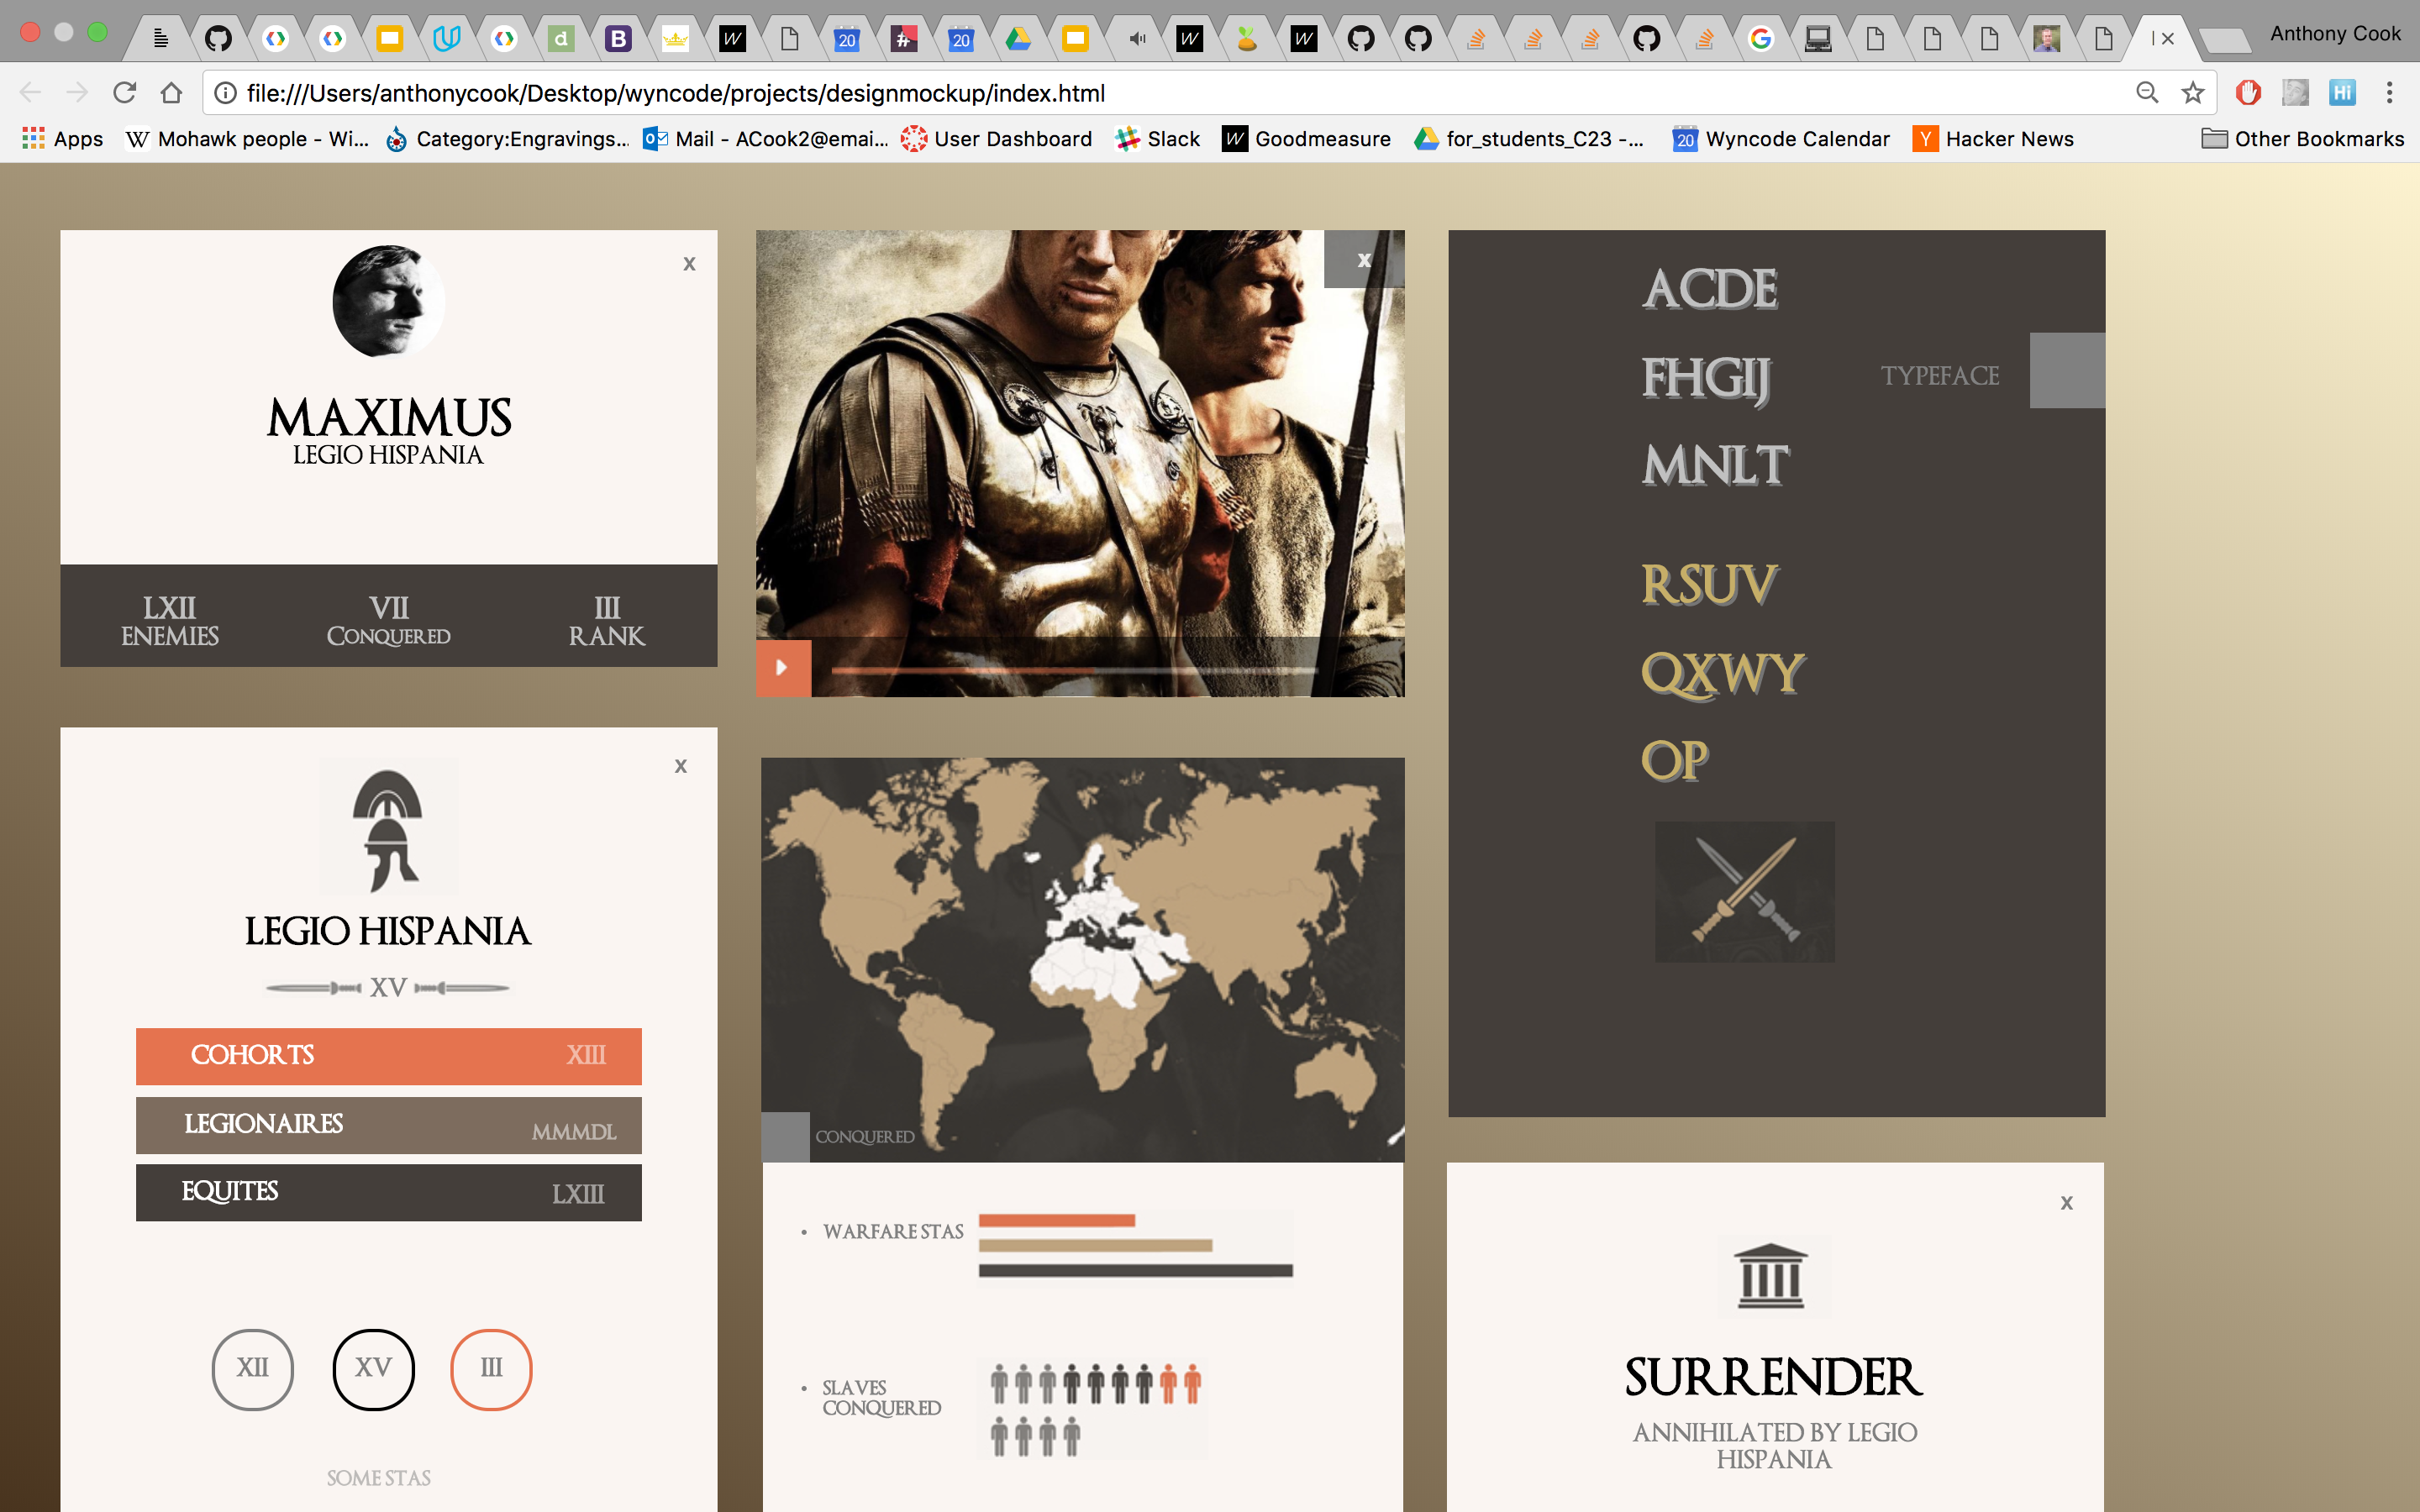 Anthony Cook
file:///Users/anthonycook/Desktop/wyncode/projects/designmockup/index.html
Apps
Mohawk people - Wi...
Category:Engravings...
Mail - ACook2@emai...
User Dashboard
Slack
Goodmeasure
for_students_C23 -...
Wyncode Calendar
Hacker News
Other Bookmarks
x
MAXIMUS
LEGIO HISPANIA
LXII
ENEMIES
VII
Conquered
III
RANK
x
LEGIO HISPANIA
XV
COHORTS XIII
LEGIONAIRES MMMDL
EQUITES LXIII
XII XV III
SOME STAS
x
CONQUERED
• WARFARE STAS
• SLAVES
CONQUERED
ACDE
FHGIJ
MNLT
TYPEFACE
RSUV
QXWY
OP
x
SURRENDER
ANNIHILATED BY LEGIO
HISPANIA